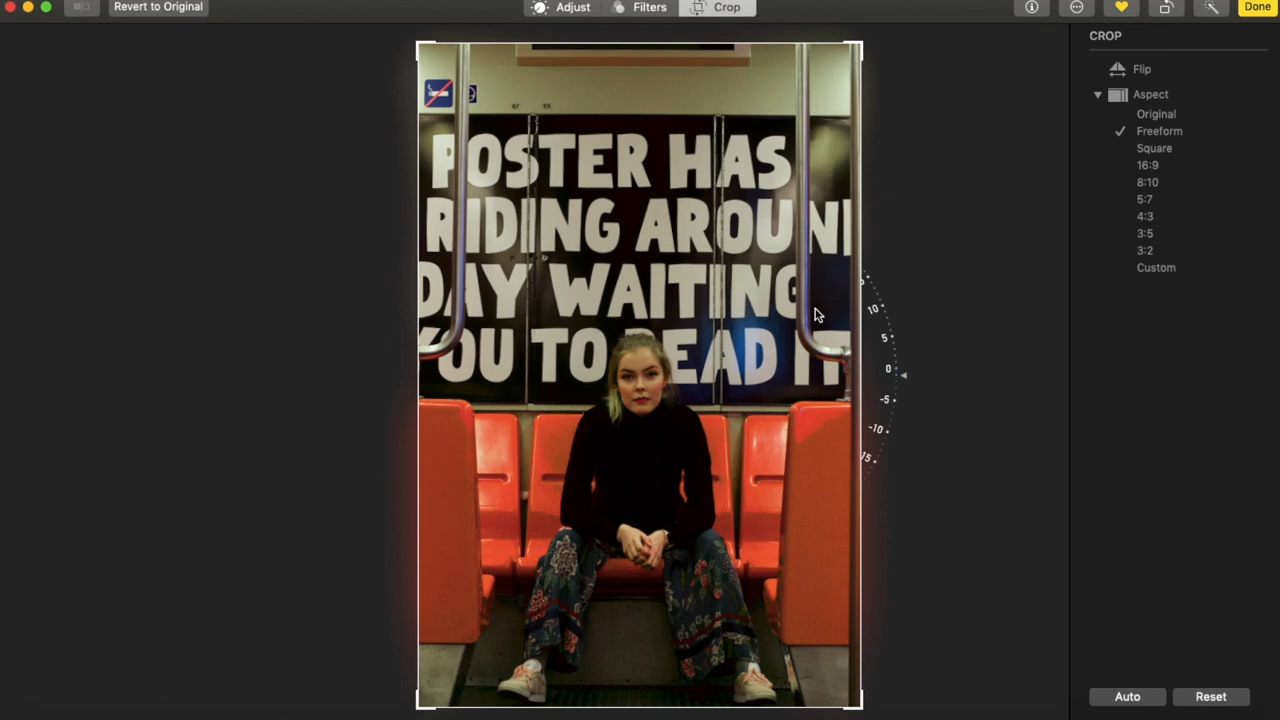 Revert to Original
Adjust
Filters
Crop
Done
CROP
Flip
Aspect
Original
Freeform
Square
16:9
8:10
5:7
4:3
3:5
3:2
Custom
POSTER HAS
RIDING AROUN
DAY WAITING
YOU TO READ IT
10
5
0
-5
-10
15
Auto
Reset